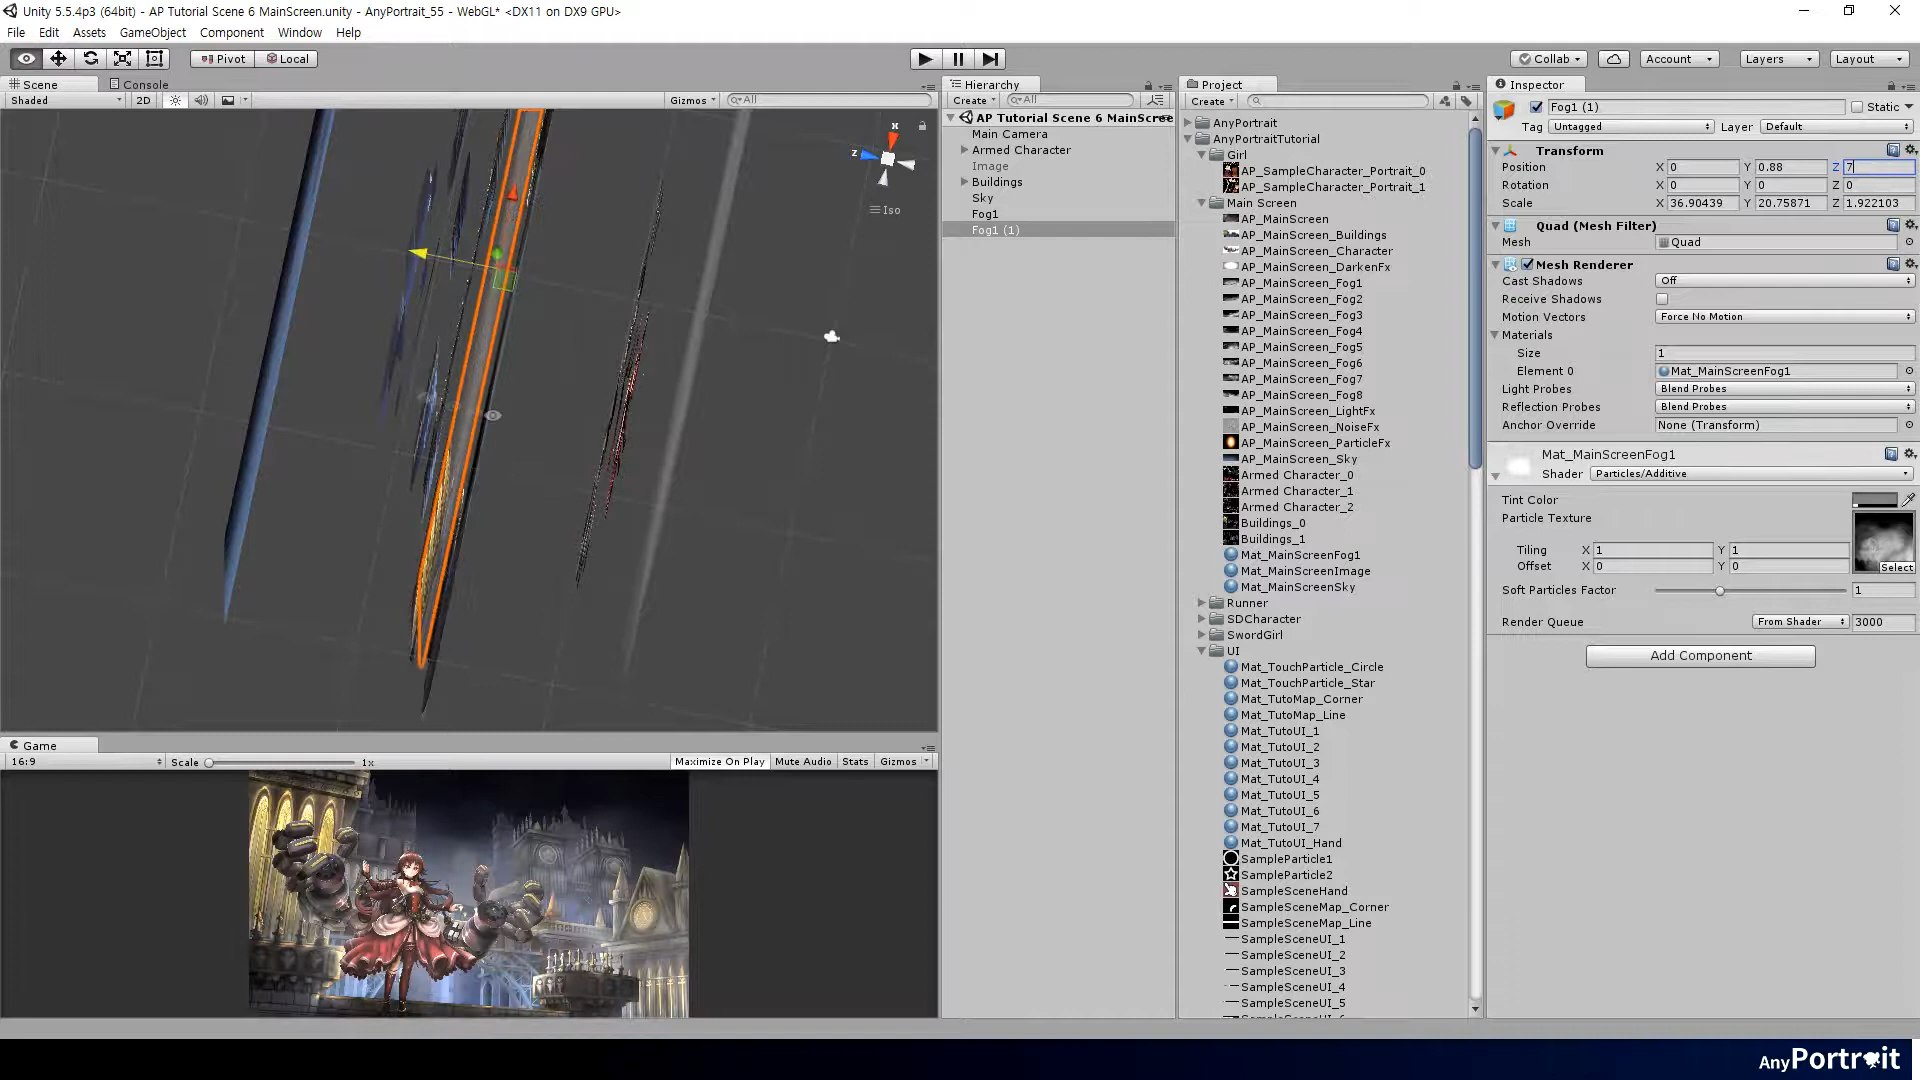 Unity 5.5.4p3 (64bit) - AP Tutorial Scene 6 MainScreen.unity - AnyPortrait_55 - WebGL* <DX11 on DX9 GPU>
File Edit Assets GameObject Component Window Help
Pivot Local Collab Account Layers Layout
Scene Console
Shaded 2D Gizmos All
x
z
Iso
Game
16:9 Scale 1x Maximize On Play Mute Audio Stats Gizmos
Hierarchy
Create All
AP Tutorial Scene 6 MainScree
Main Camera
Armed Character
Image
Buildings
Sky
Fog1
Fog1 (1)
Project
Create
AnyPortrait
AnyPortraitTutorial
Girl
AP_SampleCharacter_Portrait_0
AP_SampleCharacter_Portrait_1
Main Screen
AP_MainScreen
AP_MainScreen_Buildings
AP_MainScreen_Character
AP_MainScreen_DarkenFx
AP_MainScreen_Fog1
AP_MainScreen_Fog2
AP_MainScreen_Fog3
AP_MainScreen_Fog4
AP_MainScreen_Fog5
AP_MainScreen_Fog6
AP_MainScreen_Fog7
AP_MainScreen_Fog8
AP_MainScreen_LightFx
AP_MainScreen_NoiseFx
AP_MainScreen_ParticleFx
AP_MainScreen_Sky
Armed Character_0
Armed Character_1
Armed Character_2
Buildings_0
Buildings_1
Mat_MainScreenFog1
Mat_MainScreenImage
Mat_MainScreenSky
Runner
SDCharacter
SwordGirl
UI
Mat_TouchParticle_Circle
Mat_TouchParticle_Star
Mat_TutoMap_Corner
Mat_TutoMap_Line
Mat_TutoUI_1
Mat_TutoUI_2
Mat_TutoUI_3
Mat_TutoUI_4
Mat_TutoUI_5
Mat_TutoUI_6
Mat_TutoUI_7
Mat_TutoUI_Hand
SampleParticle1
SampleParticle2
SampleSceneHand
SampleSceneMap_Corner
SampleSceneMap_Line
SampleSceneUI_1
SampleSceneUI_2
SampleSceneUI_3
SampleSceneUI_4
SampleSceneUI_5
Inspector
Fog1 (1) Static
Tag Untagged Layer Default
Transform
Position X 0 Y 0.88 Z 7
Rotation X 0 Y 0 Z 0
Scale X 36.90439 Y 20.75871 Z 1.922103
Quad (Mesh Filter)
Mesh Quad
Mesh Renderer
Cast Shadows Off
Receive Shadows
Motion Vectors Force No Motion
Materials
Size 1
Element 0 Mat_MainScreenFog1
Light Probes Blend Probes
Reflection Probes Blend Probes
Anchor Override None (Transform)
Mat_MainScreenFog1
Shader Particles/Additive
Tint Color
Particle Texture
Tiling X 1 Y 1
Offset X 0 Y 0 Select
Soft Particles Factor 1
Render Queue From Shader 3000
Add Component
AnyPortrait